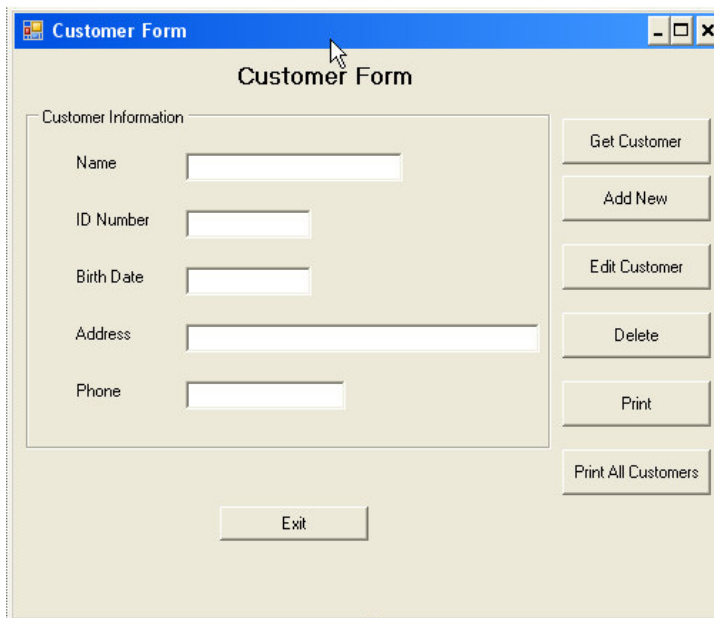 Customer Form
Customer Form
Customer Information
Name
ID Number
Birth Date
Address
Phone
Get Customer
Add New
Edit Customer
Delete
Print
Print All Customers
Exit